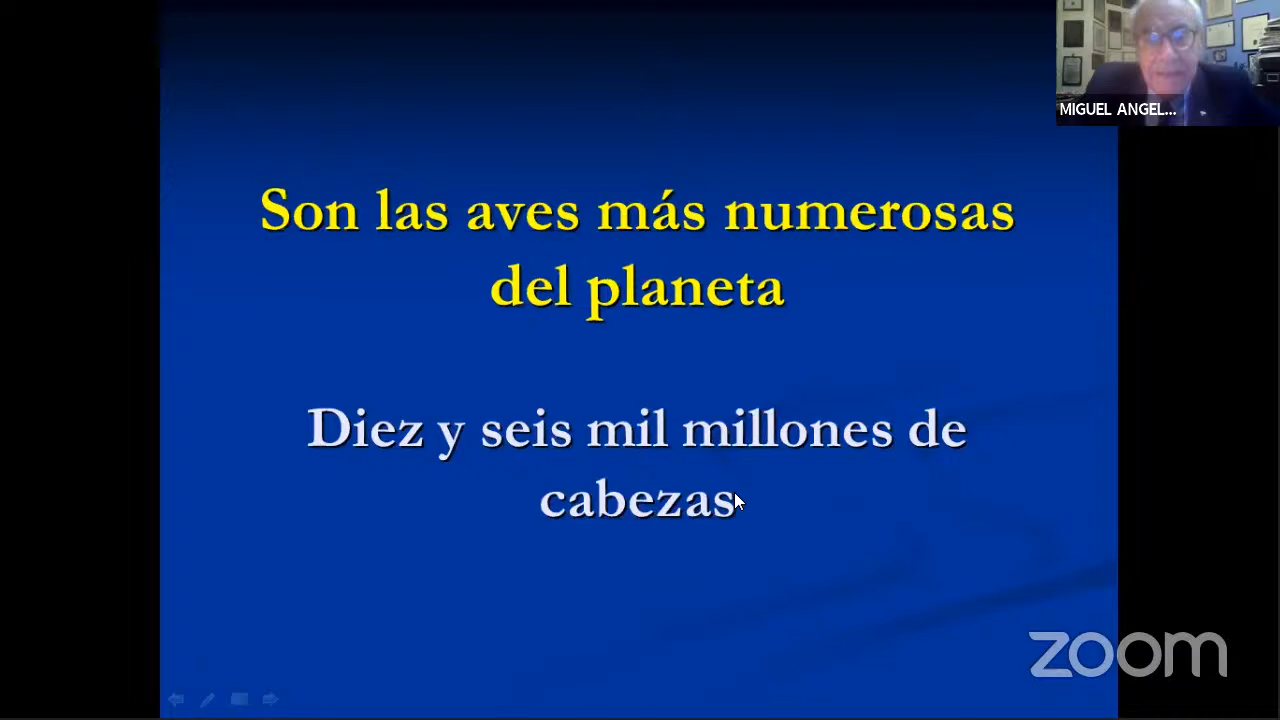 MIGUEL ANGEL...
Son las aves más numerosas
del planeta
Diez y seis mil millones de
cabezas
zoom